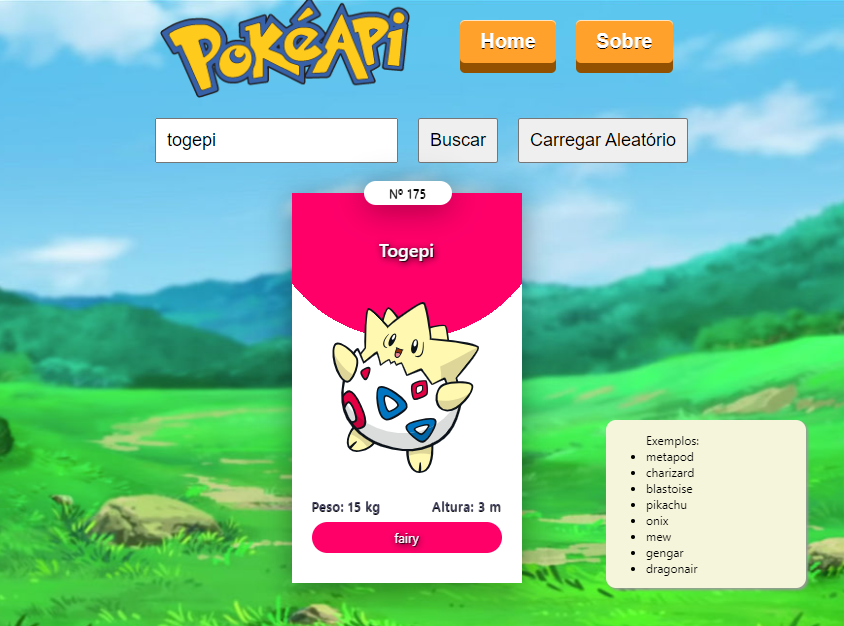 PokéApi
Home
Sobre
togepi
Buscar
Carregar Aleatório
Nº 175
Togepi
Peso: 15 kg
Altura: 3 m
fairy
Exemplos:
metapod
charizard
blastoise
pikachu
onix
mew
gengar
dragonair